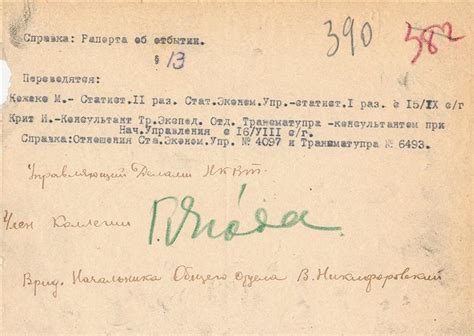 390 582
Справка: Рапорта об отбытии.
§ 13
Переводятся:
Кежеке М.- Статист.II раз. Стат.Эконом.Упр.-статист.I раз. с 15/IX с/г
Крит И.-Консультант Тр.Экспед. Отд. Трансматупра -консультантом при
Нач.Управления с 16/VIII с/г.
Справка:Отношения Ста.Эконом.Упр. № 4097 и Трансматупра № 6493.
Управляющий Делами НКВТ.
Член Коллегии
Врид. Начальника Общего отдела В. Никифоровский